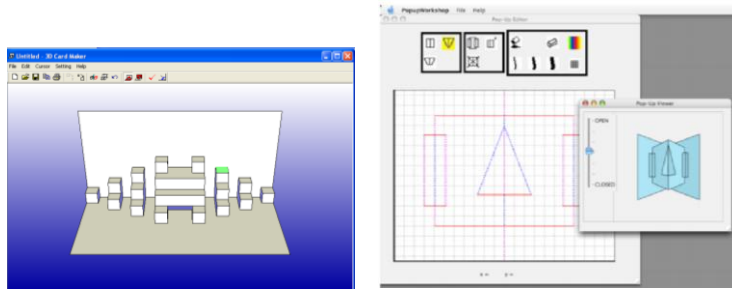 Untitled - 3D Card Maker
File Edit Cursor Setting Help
PopupWorkshop File Help
Pop-Up Editor
Pop-Up Viewer
OPEN
CLOSED